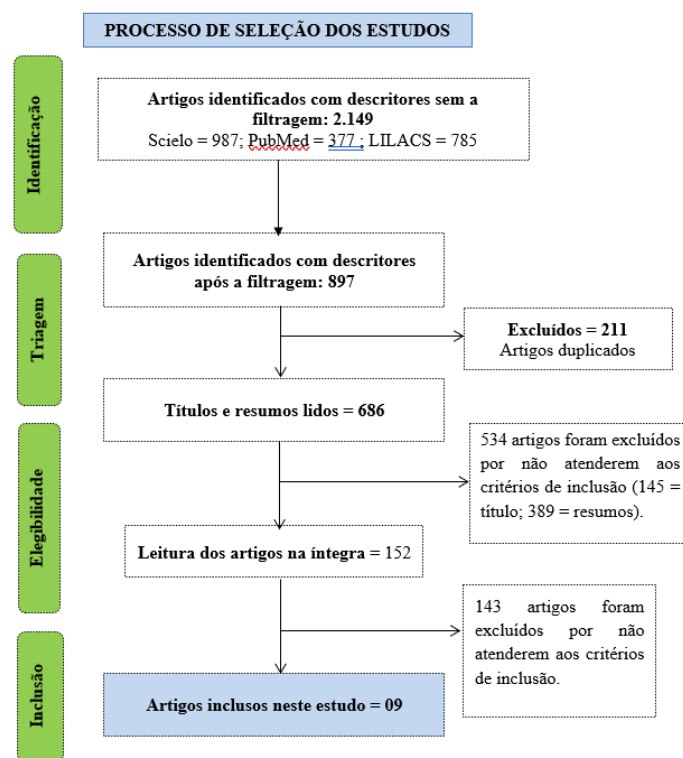 PROCESSO DE SELEÇÃO DOS ESTUDOS
Identificação
Artigos identificados com descritores sem a
filtragem: 2.149
Scielo = 987; PubMed = 377 ; LILACS = 785
Triagem
Artigos identificados com descritores
após a filtragem: 897
Excluídos = 211
Artigos duplicados
Títulos e resumos lidos = 686
Elegibilidade
534 artigos foram excluídos
por não atenderem aos
critérios de inclusão (145 =
título; 389 = resumos).
Leitura dos artigos na íntegra = 152
143 artigos foram
excluídos por não
atenderem aos critérios
de inclusão.
Inclusão
Artigos inclusos neste estudo = 09